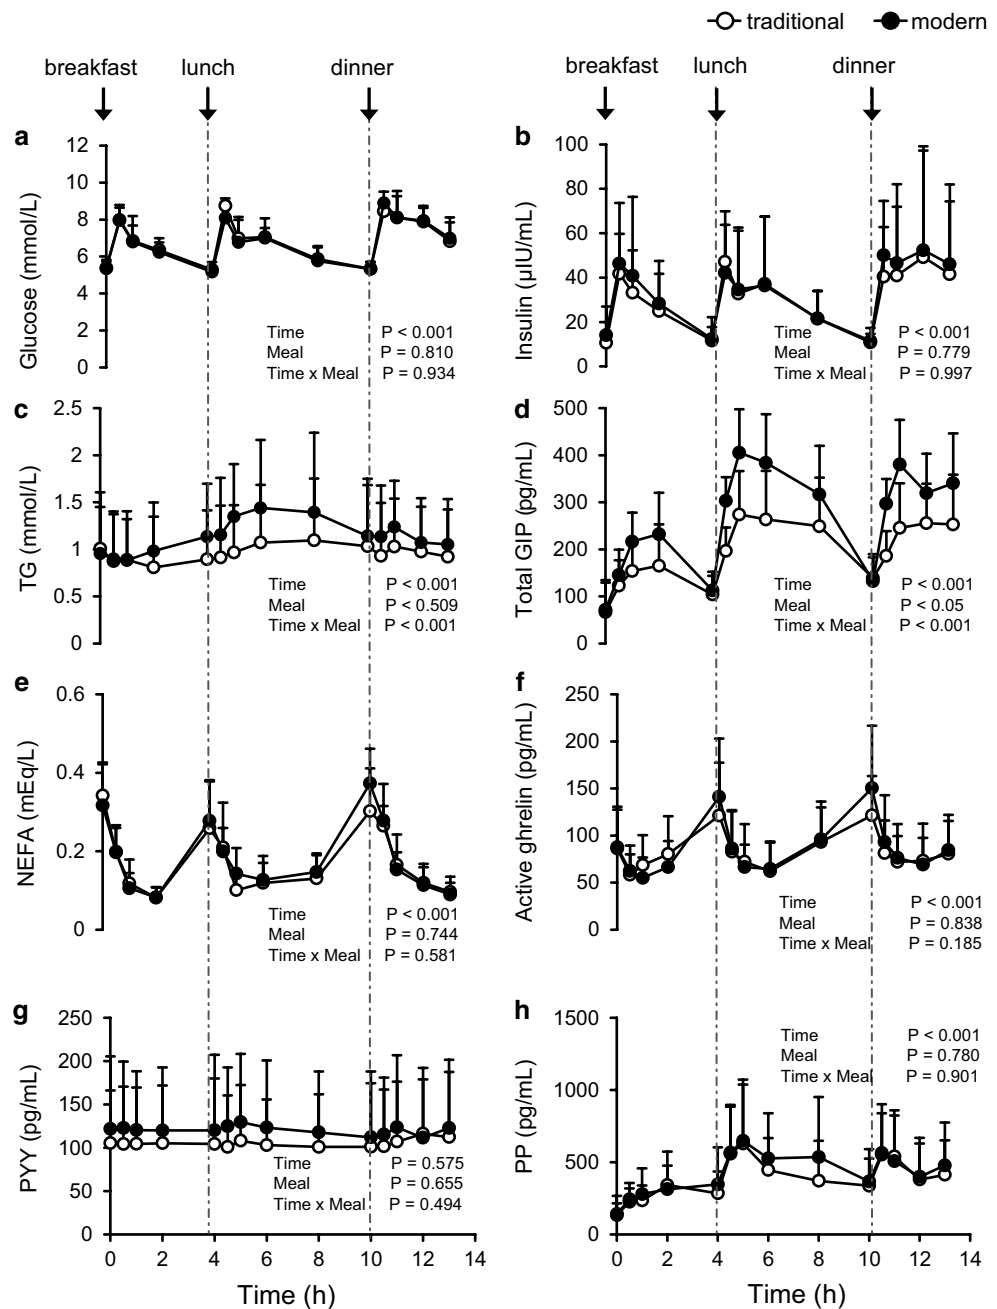 traditional modern
breakfast lunch dinner breakfast lunch dinner
a
Glucose (mmol/L)
12
10
8
6
4
2
0
Time P < 0.001
Meal P = 0.810
Time x Meal P = 0.934
b
Insulin (µIU/mL)
100
80
60
40
20
0
Time P < 0.001
Meal P = 0.779
Time x Meal P = 0.997
c
TG (mmol/L)
2.5
2
1.5
1
0.5
0
Time P < 0.001
Meal P < 0.509
Time x Meal P < 0.001
d
Total GIP (pg/mL)
500
400
300
200
100
0
Time P < 0.001
Meal P < 0.05
Time x Meal P < 0.001
e
NEFA (mEq/L)
0.6
0.4
0.2
0
Time P < 0.001
Meal P = 0.744
Time x Meal P = 0.581
f
Active ghrelin (pg/mL)
250
200
150
100
50
0
Time P < 0.001
Meal P = 0.838
Time x Meal P = 0.185
g
PYY (pg/mL)
250
200
150
100
50
0
Time P = 0.575
Meal P = 0.655
Time x Meal P = 0.494
0 2 4 6 8 10 12 14
Time (h)
h
PP (pg/mL)
1500
1000
500
0
Time P < 0.001
Meal P = 0.780
Time x Meal P = 0.901
0 2 4 6 8 10 12 14
Time (h)